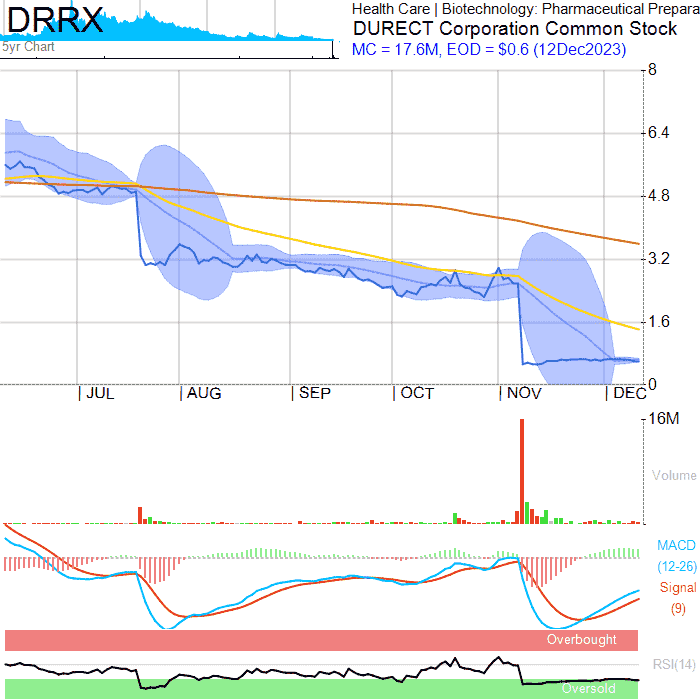 DRRX
5yr Chart
Health Care | Biotechnology: Pharmaceutical Prepara
DURECT Corporation Common Stock
MC = 17.6M, EOD = $0.6 (12Dec2023)
8
6.4
4.8
3.2
1.6
0
JUL
AUG
SEP
OCT
NOV
DEC
16M
Volume
MACD
(12-26)
Signal
(9)
Overbought
RSI(14)
Oversold